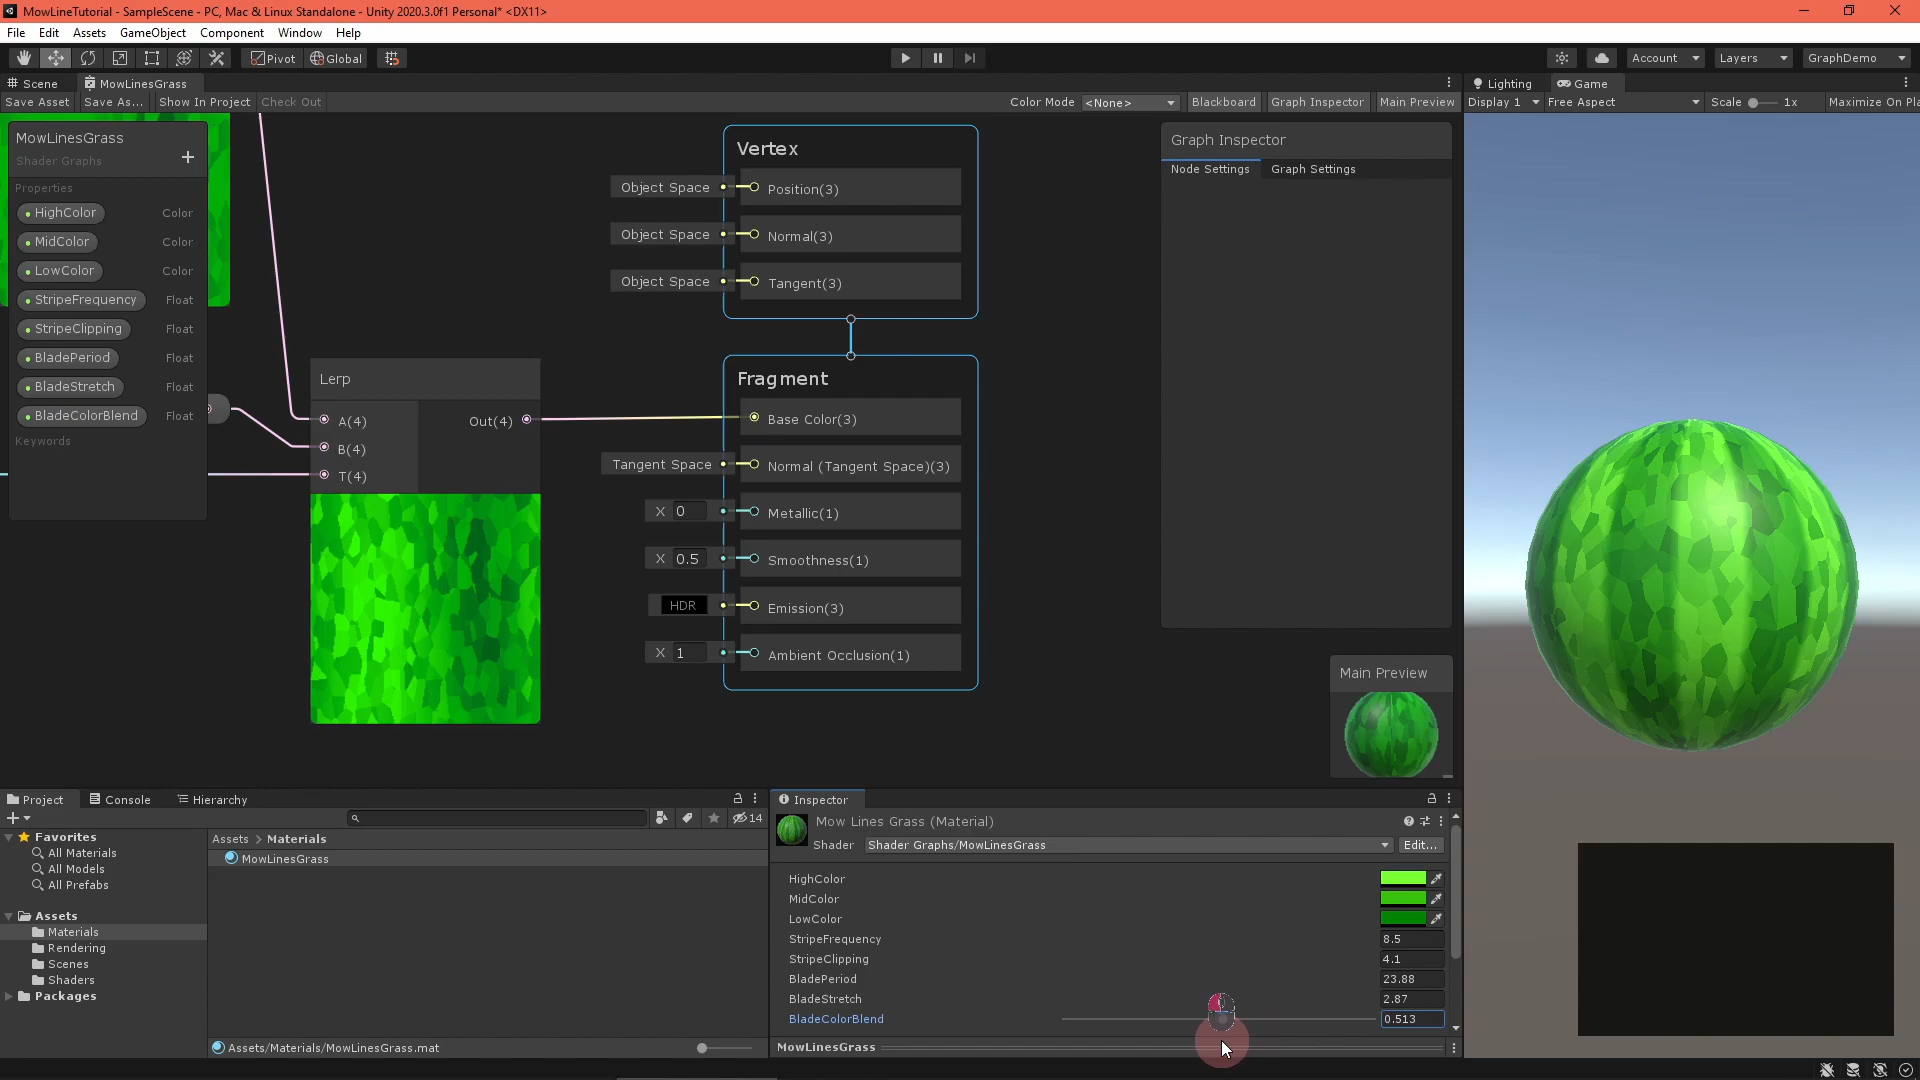 MowLineTutorial - SampleScene - PC, Mac & Linux Standalone - Unity 2020.3.0f1 Personal* <DX11>
File Edit Assets GameObject Component Window Help
Pivot Global Account Layers GraphDemo
Scene MowLinesGrass Lighting Game
Save Asset Save As... Show In Project Check Out Color Mode <None> Blackboard Graph Inspector Main Preview Display 1 Free Aspect Scale 1x Maximize On Pla
MowLinesGrass
Shader Graphs
+
Properties
HighColor Color
MidColor Color
LowColor Color
StripeFrequency Float
StripeClipping Float
BladePeriod Float
BladeStretch Float
BladeColorBlend Float
Keywords
Lerp
A(4) Out(4)
B(4)
T(4)
Vertex
Object Space Position(3)
Object Space Normal(3)
Object Space Tangent(3)
Fragment
Base Color(3)
Tangent Space Normal (Tangent Space)(3)
X 0 Metallic(1)
X 0.5 Smoothness(1)
HDR Emission(3)
X 1 Ambient Occlusion(1)
Graph Inspector
Node Settings Graph Settings
Main Preview
Project Console Hierarchy
14
Favorites
All Materials
All Models
All Prefabs
Assets
Materials
Rendering
Scenes
Shaders
Packages
Assets > Materials
MowLinesGrass
Assets/Materials/MowLinesGrass.mat
Inspector
Mow Lines Grass (Material)
Shader Shader Graphs/MowLinesGrass Edit...
HighColor
MidColor
LowColor
StripeFrequency 8.5
StripeClipping 4.1
BladePeriod 23.88
BladeStretch 2.87
BladeColorBlend 0.513
MowLinesGrass